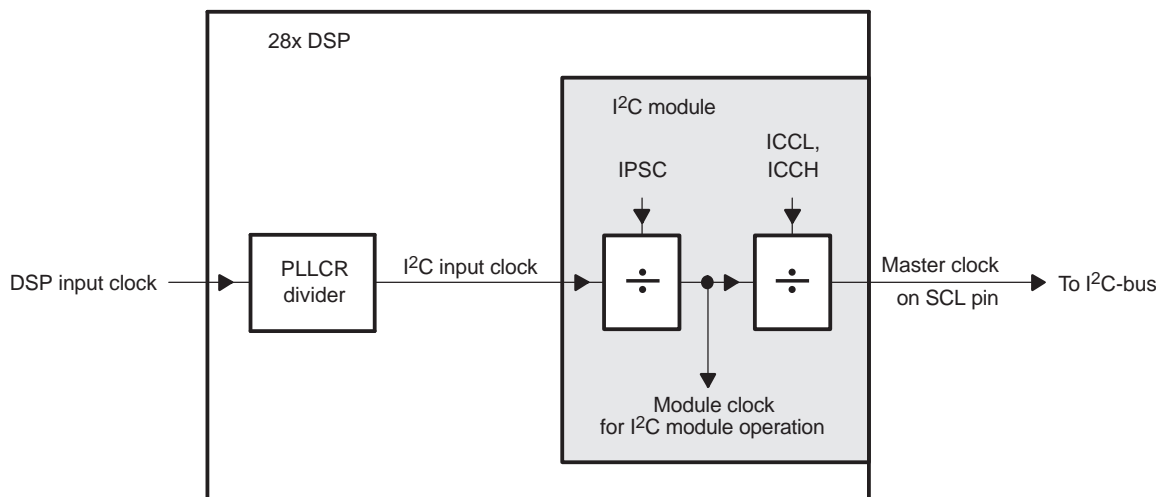 28x DSP
I²C module
ICCL,
ICCH
IPSC
÷
÷
PLLCR
divider
DSP input clock
I²C input clock
Master clock
on SCL pin
To I²C-bus
Module clock
for I²C module operation